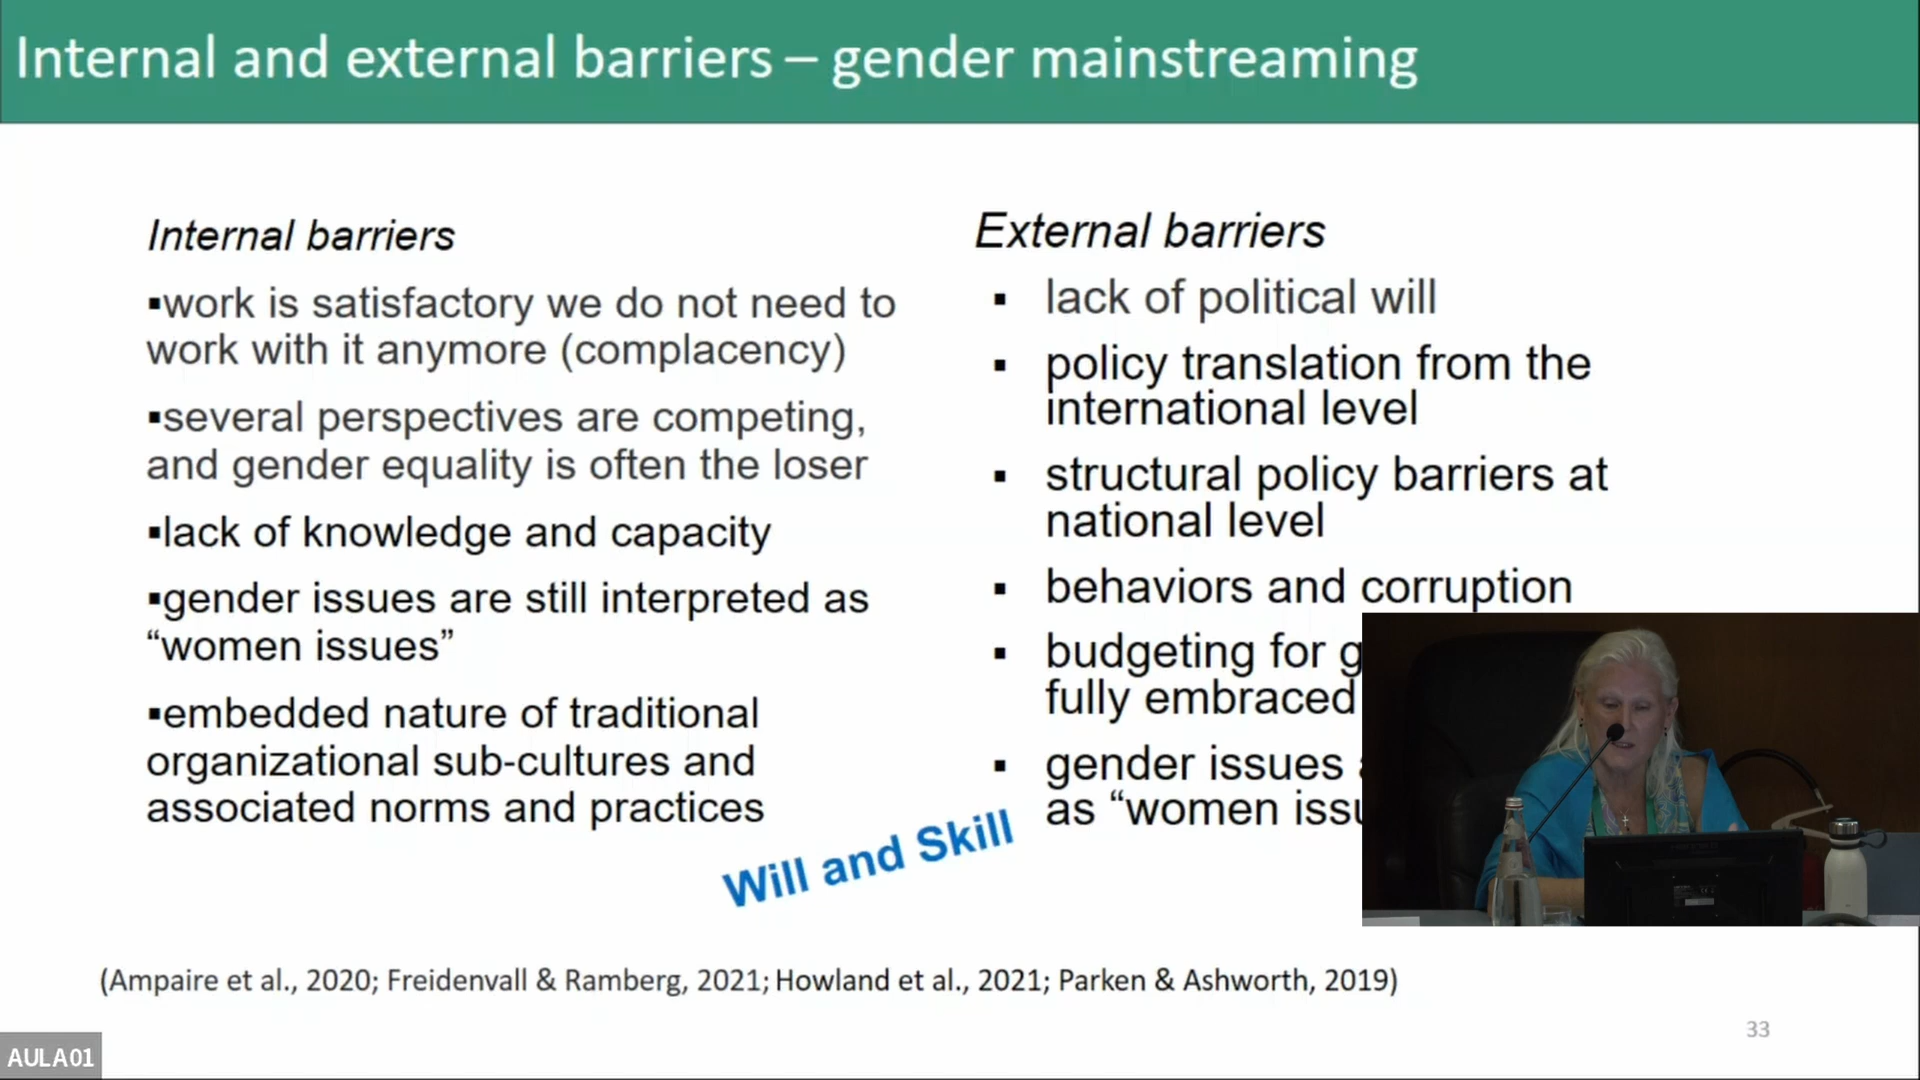 Internal and external barriers – gender mainstreaming
Internal barriers
▪work is satisfactory we do not need to
work with it anymore (complacency)
▪several perspectives are competing,
and gender equality is often the loser
▪lack of knowledge and capacity
▪gender issues are still interpreted as
“women issues”
▪embedded nature of traditional
organizational sub-cultures and
associated norms and practices
External barriers
▪ lack of political will
▪ policy translation from the
international level
▪ structural policy barriers at
national level
▪ behaviors and corruption
▪ budgeting for
fully embraced
▪ gender issues
as “women
Will and Skill
(Ampaire et al., 2020; Freidenvall & Ramberg, 2021; Howland et al., 2021; Parken & Ashworth, 2019)
33
AULA01